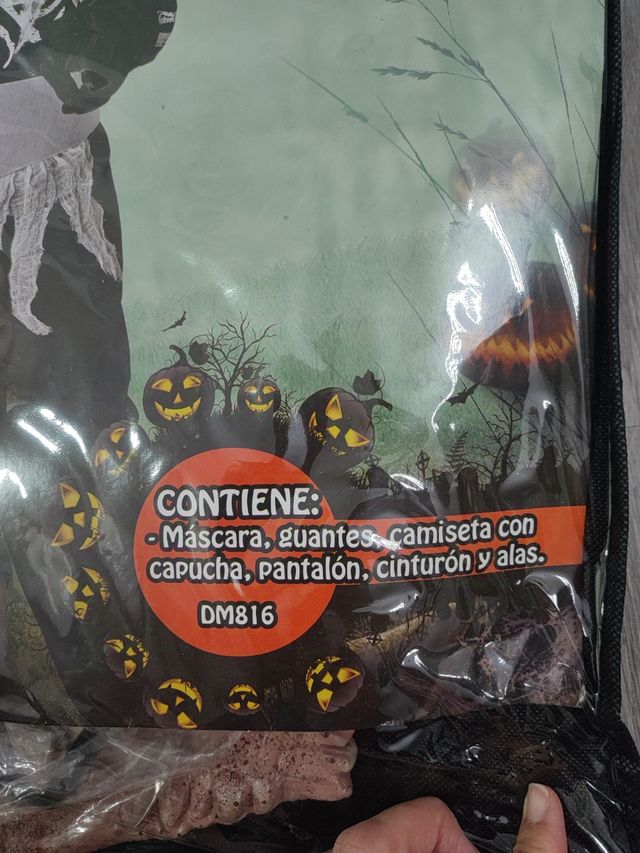 CONTIENE:
- Máscara, guantes, camiseta con
capucha, pantalón, cinturón y alas.
DM816